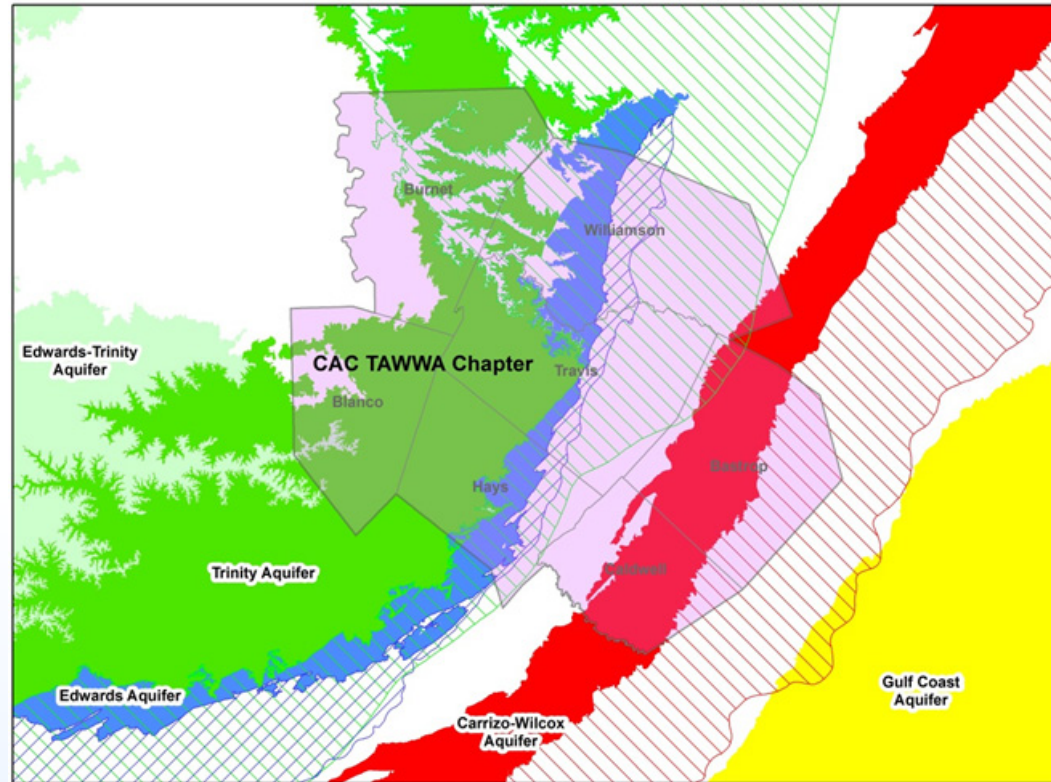 Burnet
Williamson
Edwards-Trinity
Aquifer
CAC TAWWA Chapter
Travis
Blanco
Bastrop
Hays
Trinity Aquifer
Caldwell
Edwards Aquifer
Gulf Coast
Aquifer
Carrizo-Wilcox
Aquifer